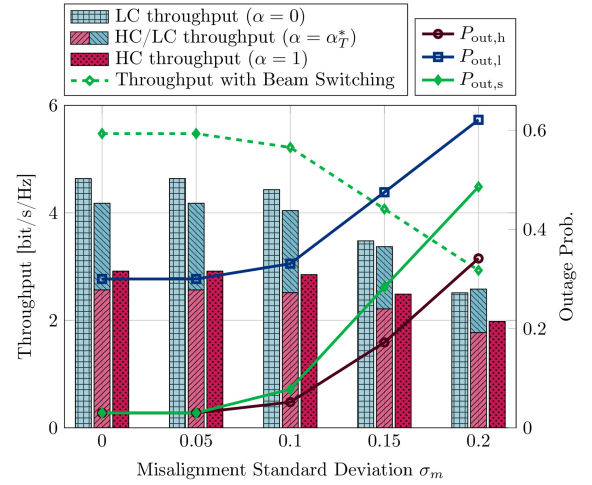 LC throughput (α = 0)
HC/LC throughput (α = α*_T)
HC throughput (α = 1)
Throughput with Beam Switching
P_out,h
P_out,l
P_out,s
6
4
2
0
Throughput [bit/s/Hz]
0.6
0.4
0.2
0
Outage Prob.
0 0.05 0.1 0.15 0.2
Misalignment Standard Deviation σ_m